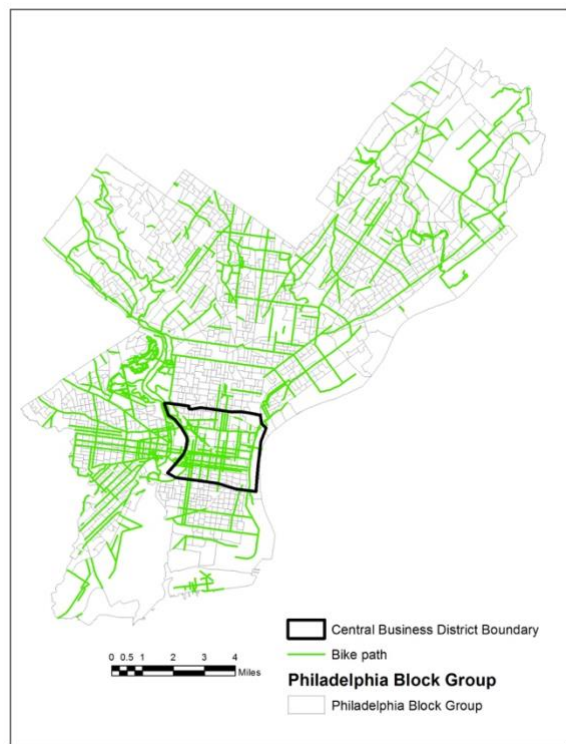 Central Business District Boundary
Bike path
Philadelphia Block Group
Philadelphia Block Group
0 0.5 1 2 3 4
Miles